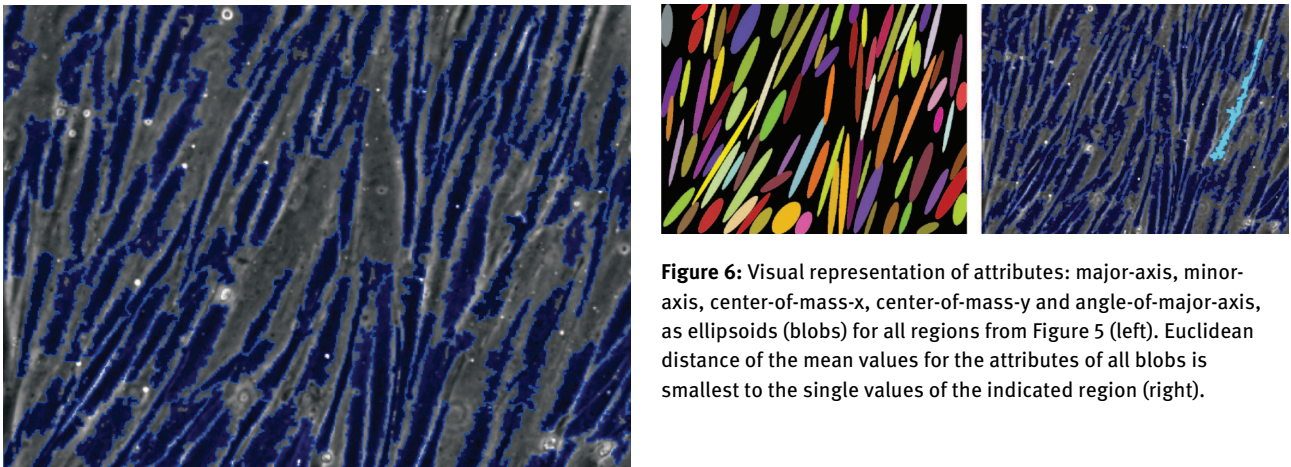 Figure 6: Visual representation of attributes: major-axis, minor-
axis, center-of-mass-x, center-of-mass-y and angle-of-major-axis,
as ellipsoids (blobs) for all regions from Figure 5 (left). Euclidean
distance of the mean values for the attributes of all blobs is
smallest to the single values of the indicated region (right).